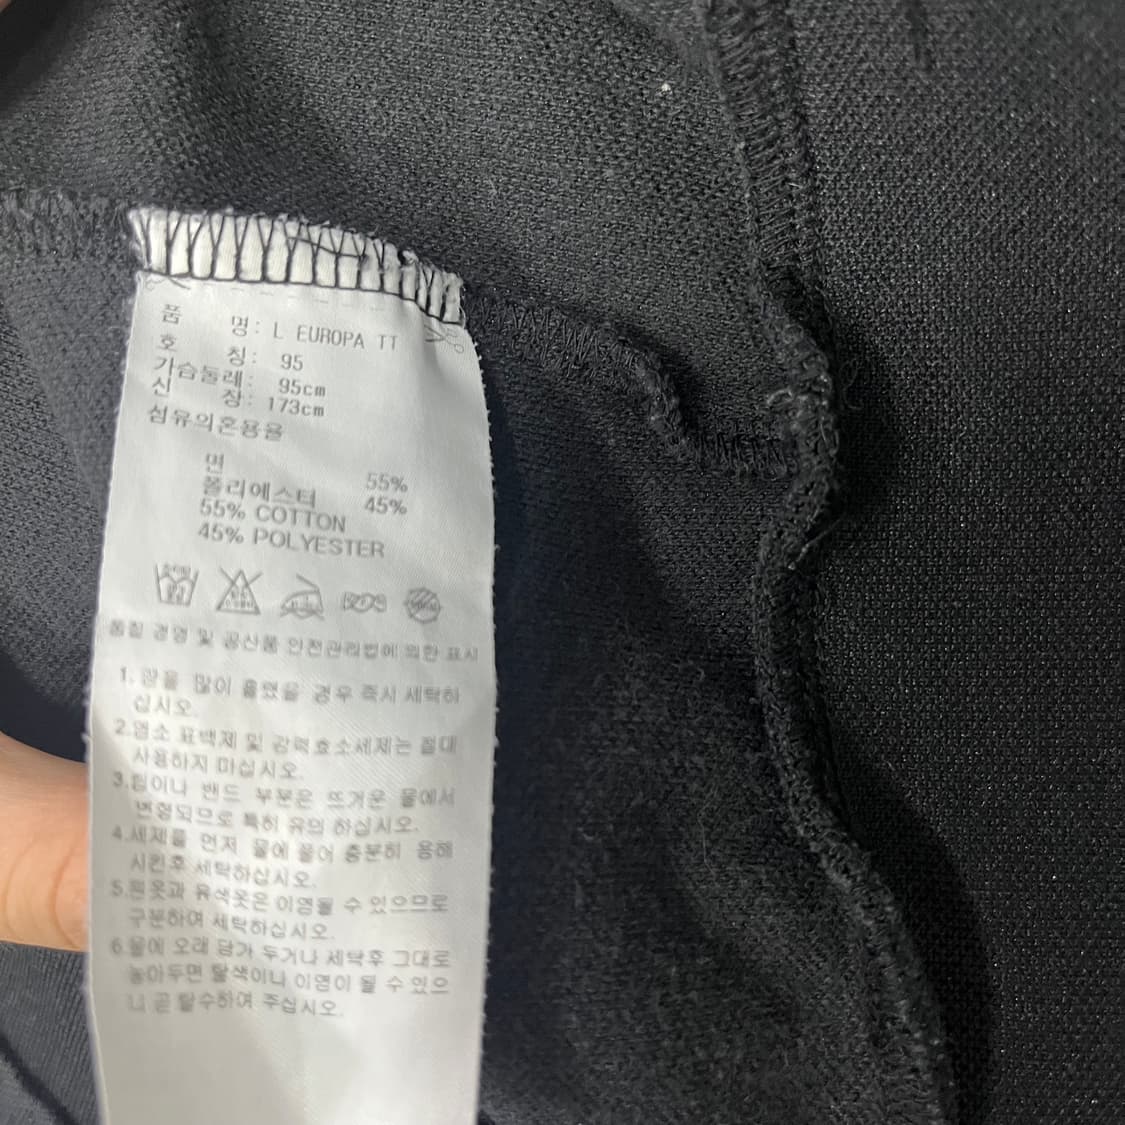 품 명: L EUROPA TT
호 칭: 95
가슴둘레: 95cm
신 장: 173cm
섬유의혼용율
면 55%
폴리에스터 45%
55% COTTON
45% POLYESTER
품질 경영 및 공산품 안전관리법에 의한 표시
1. 땀을 많이 흘렸을 경우 즉시 세탁하
십시오.
2.염소 표백제 및 강력효소세제는 절대
사용하지 마십시오.
3.립이나 밴드 부분은 뜨거운 물에서
변형되므로 특히 유의 하십시오.
4.세제를 먼저 물에 풀어 충분히 용해
시킨후 세탁하십시오.
5.흰옷과 유색옷은 이염될 수 있으므로
구분하여 세탁하십시오.
6.물에 오래 담가 두거나 세탁후 그대로
놓아두면 탈색이나 이염이 될 수 있으
니 곧 탈수하여 주십시오.